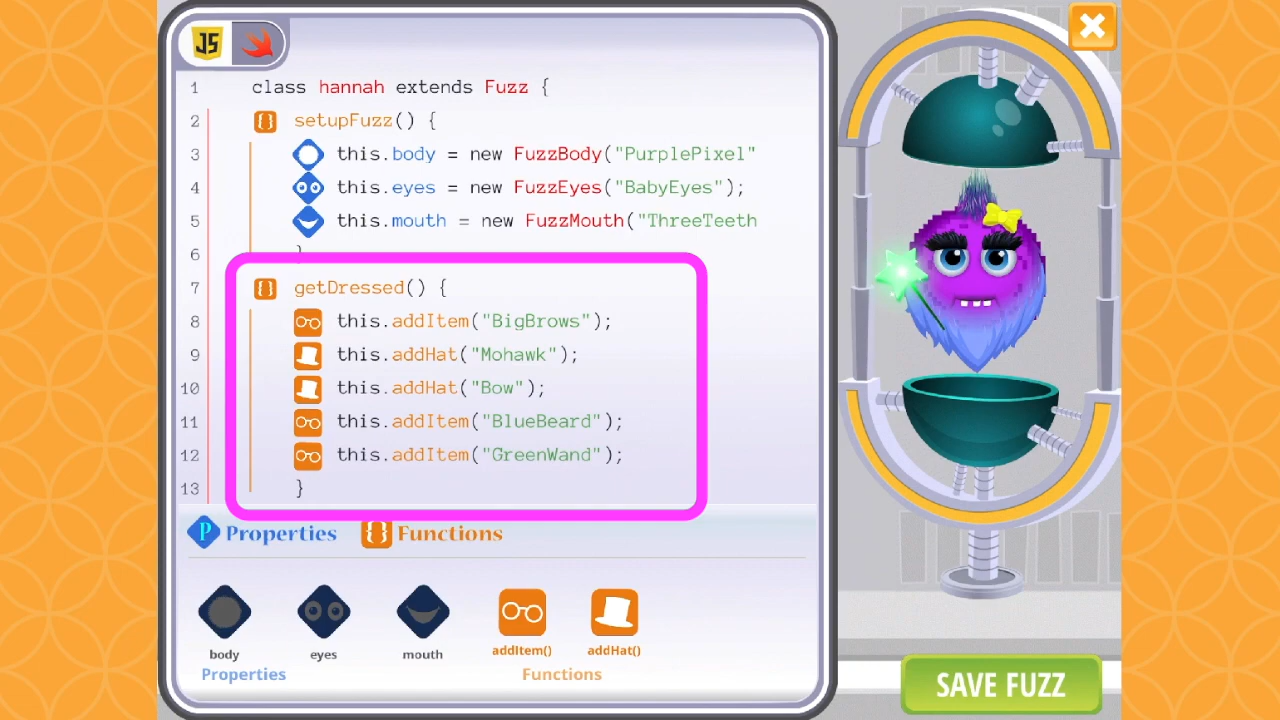 JS
1 class hannah extends Fuzz {
2 {} setupFuzz() {
3 this.body = new FuzzBody("PurplePixel"
4 this.eyes = new FuzzEyes("BabyEyes");
5 this.mouth = new FuzzMouth("ThreeTeeth
6 }
7 {} getDressed() {
8 this.addItem("BigBrows");
9 this.addHat("Mohawk");
10 this.addHat("Bow");
11 this.addItem("BlueBeard");
12 this.addItem("GreenWand");
13 }
P Properties {} Functions
body eyes mouth addItem() addHat()
Properties Functions
SAVE FUZZ